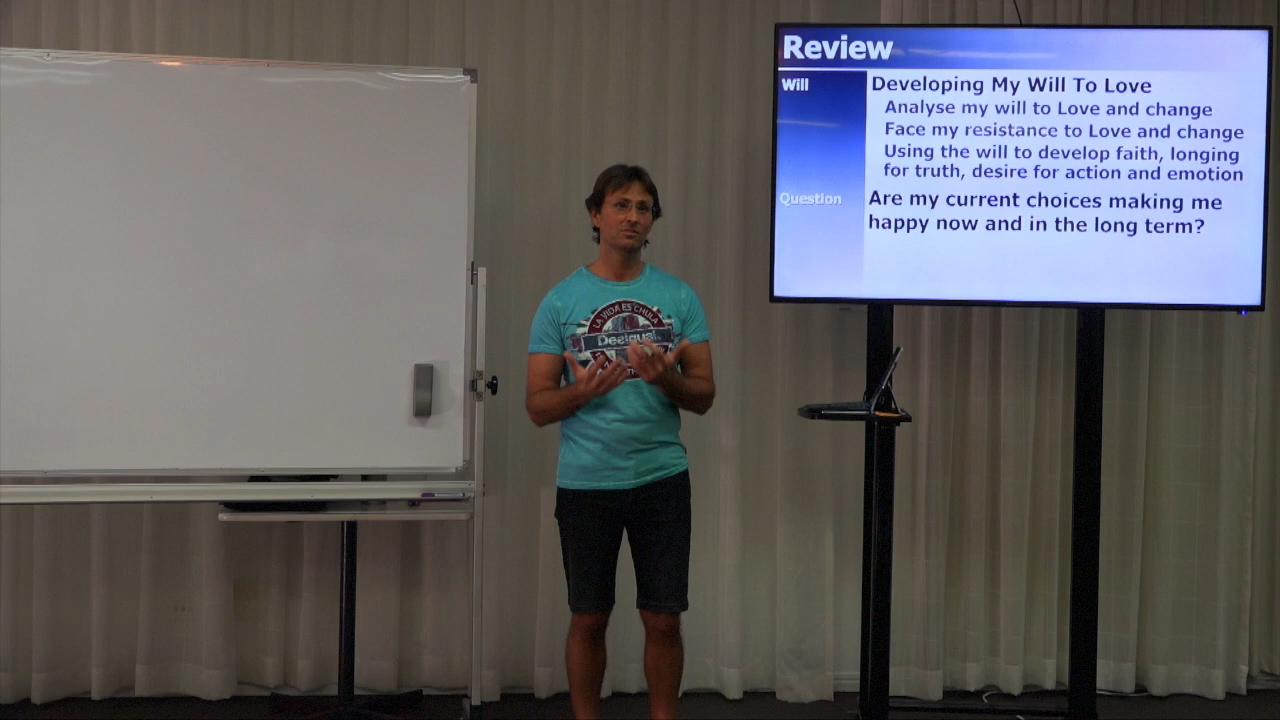 Review
Will
Developing My Will To Love
Analyse my will to Love and change
Face my resistance to Love and change
Using the will to develop faith, longing
for truth, desire for action and emotion
Question
Are my current choices making me
happy now and in the long term?
LA VIDA ES CHULA
Desigual